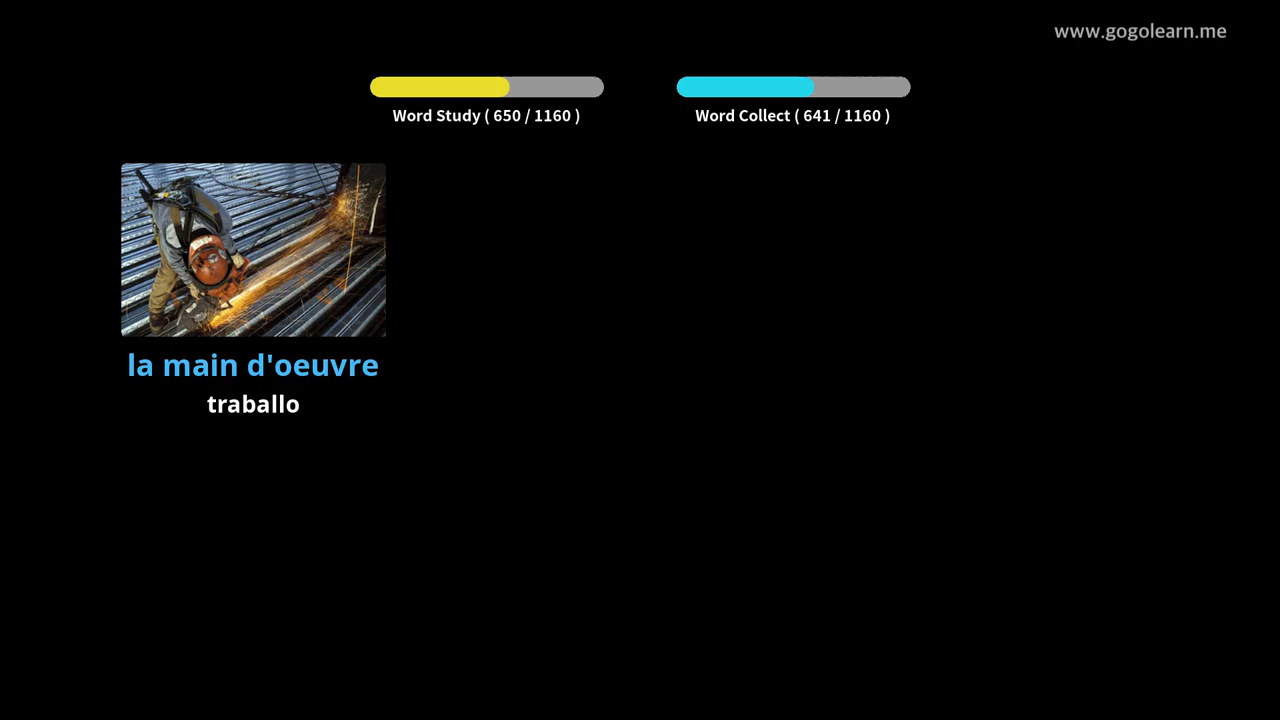 www.gogolearn.me
Word Study ( 650 / 1160 )
Word Collect ( 641 / 1160 )
la main d'oeuvre
traballo